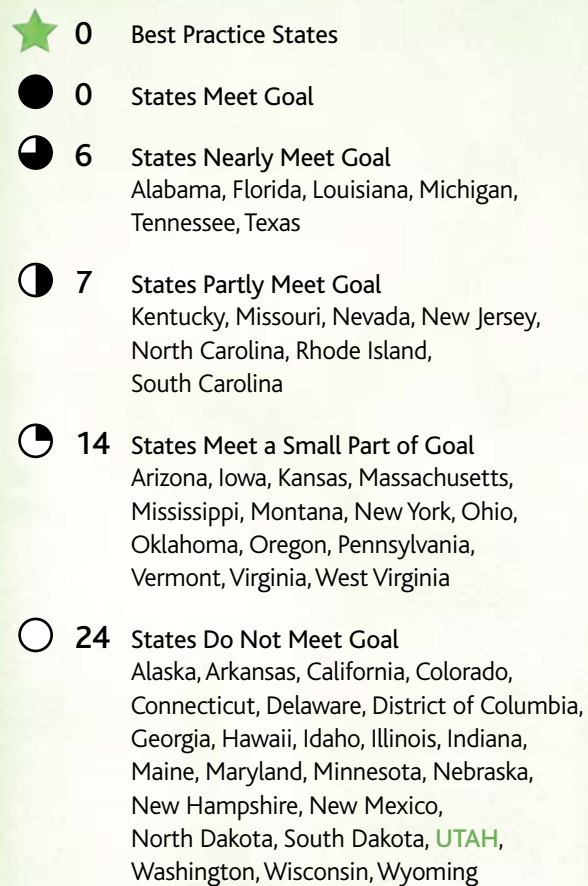 0 Best Practice States
0 States Meet Goal
6 States Nearly Meet Goal
Alabama, Florida, Louisiana, Michigan,
Tennessee, Texas
7 States Partly Meet Goal
Kentucky, Missouri, Nevada, New Jersey,
North Carolina, Rhode Island,
South Carolina
14 States Meet a Small Part of Goal
Arizona, Iowa, Kansas, Massachusetts,
Mississippi, Montana, New York, Ohio,
Oklahoma, Oregon, Pennsylvania,
Vermont, Virginia, West Virginia
24 States Do Not Meet Goal
Alaska, Arkansas, California, Colorado,
Connecticut, Delaware, District of Columbia,
Georgia, Hawaii, Idaho, Illinois, Indiana,
Maine, Maryland, Minnesota, Nebraska,
New Hampshire, New Mexico,
North Dakota, South Dakota, UTAH,
Washington, Wisconsin, Wyoming